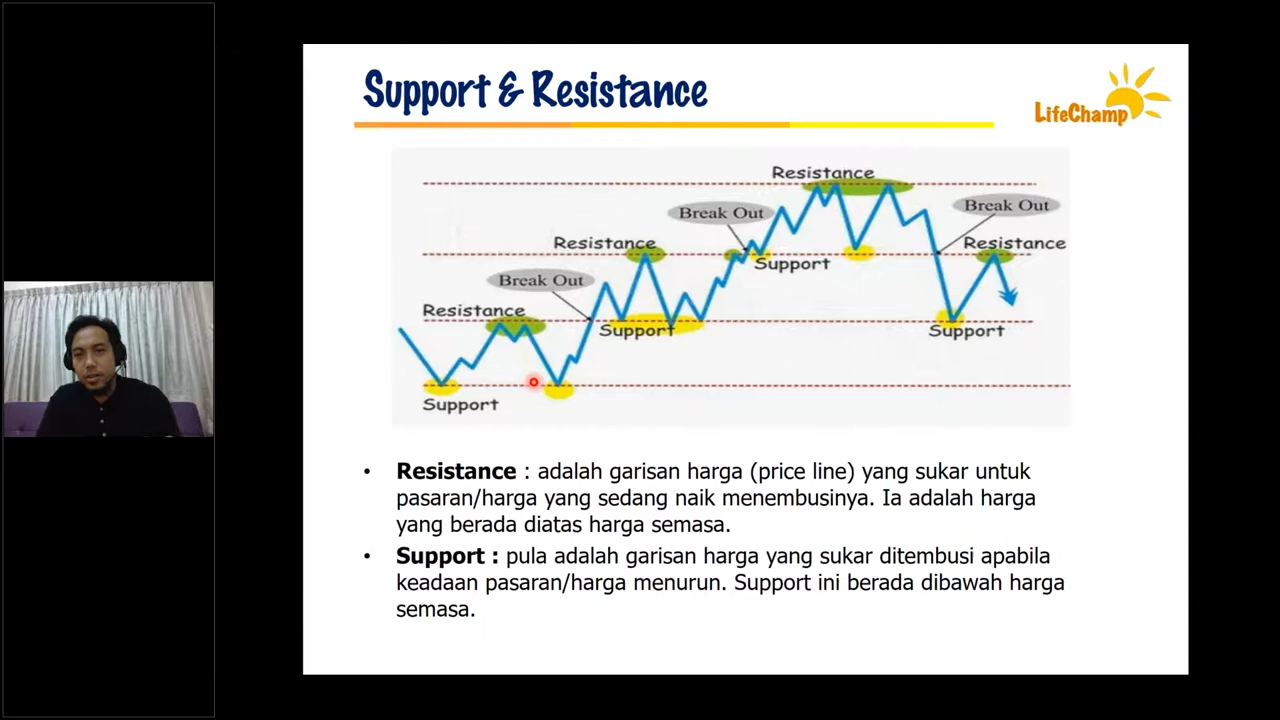 Support & Resistance
LifeChamp
Resistance
Break Out
Break Out
Resistance
Resistance
Support
Break Out
Resistance
Support
Support
Support
• Resistance : adalah garisan harga (price line) yang sukar untuk
pasaran/harga yang sedang naik menembusinya. Ia adalah harga
yang berada diatas harga semasa.
• Support : pula adalah garisan harga yang sukar ditembusi apabila
keadaan pasaran/harga menurun. Support ini berada dibawah harga
semasa.